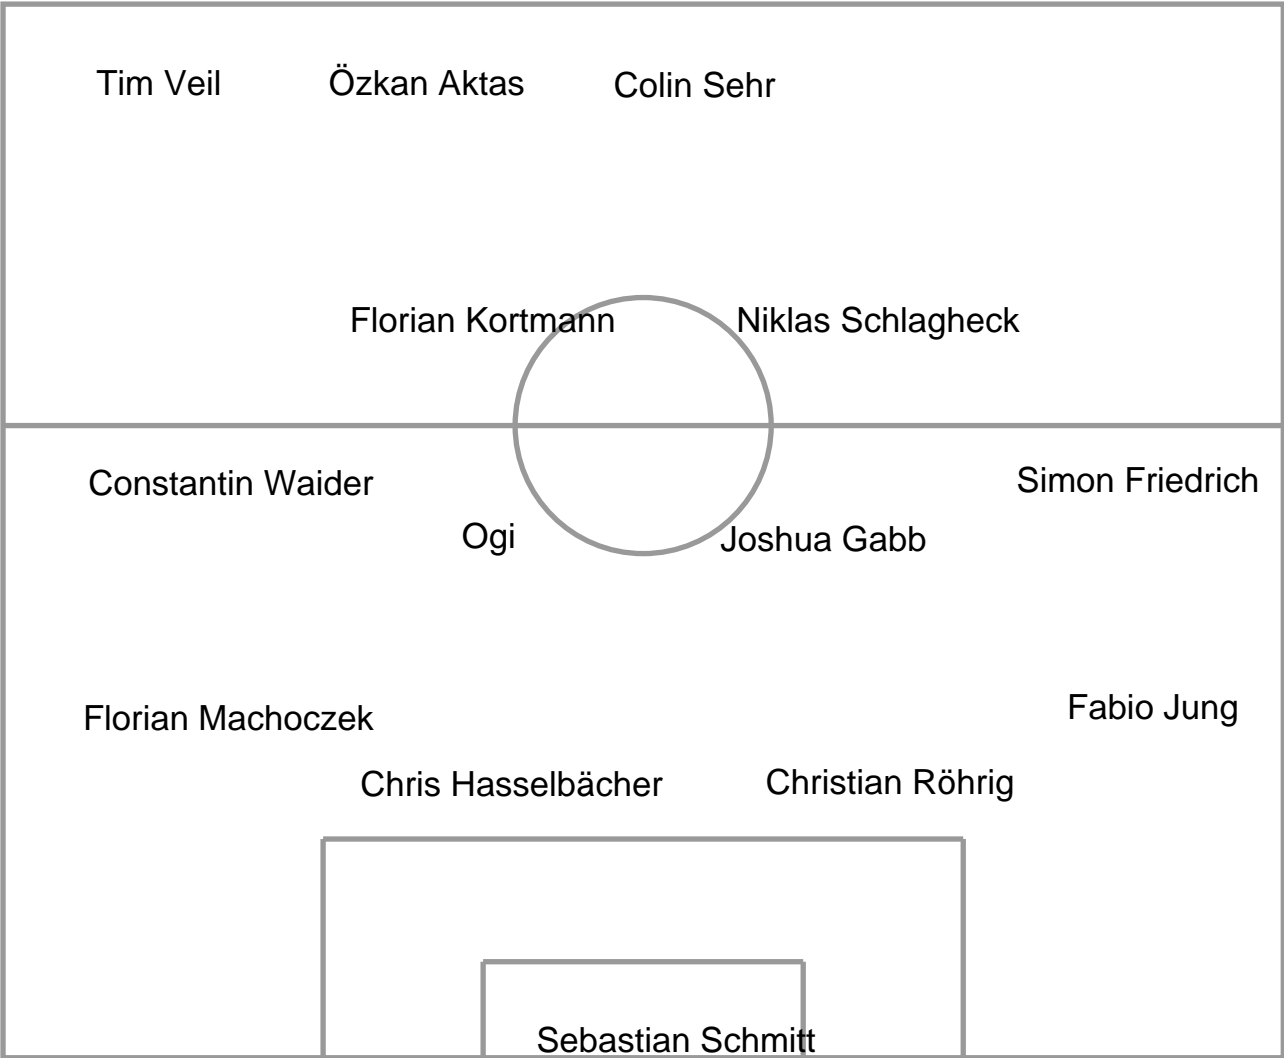 Tim Veil
Özkan Aktas
Colin Sehr
Florian Kortmann
Niklas Schlagheck
Constantin Waider
Simon Friedrich
Ogi
Joshua Gabb
Florian Machoczek
Fabio Jung
Chris Hasselbächer
Christian Röhrig
Sebastian Schmitt